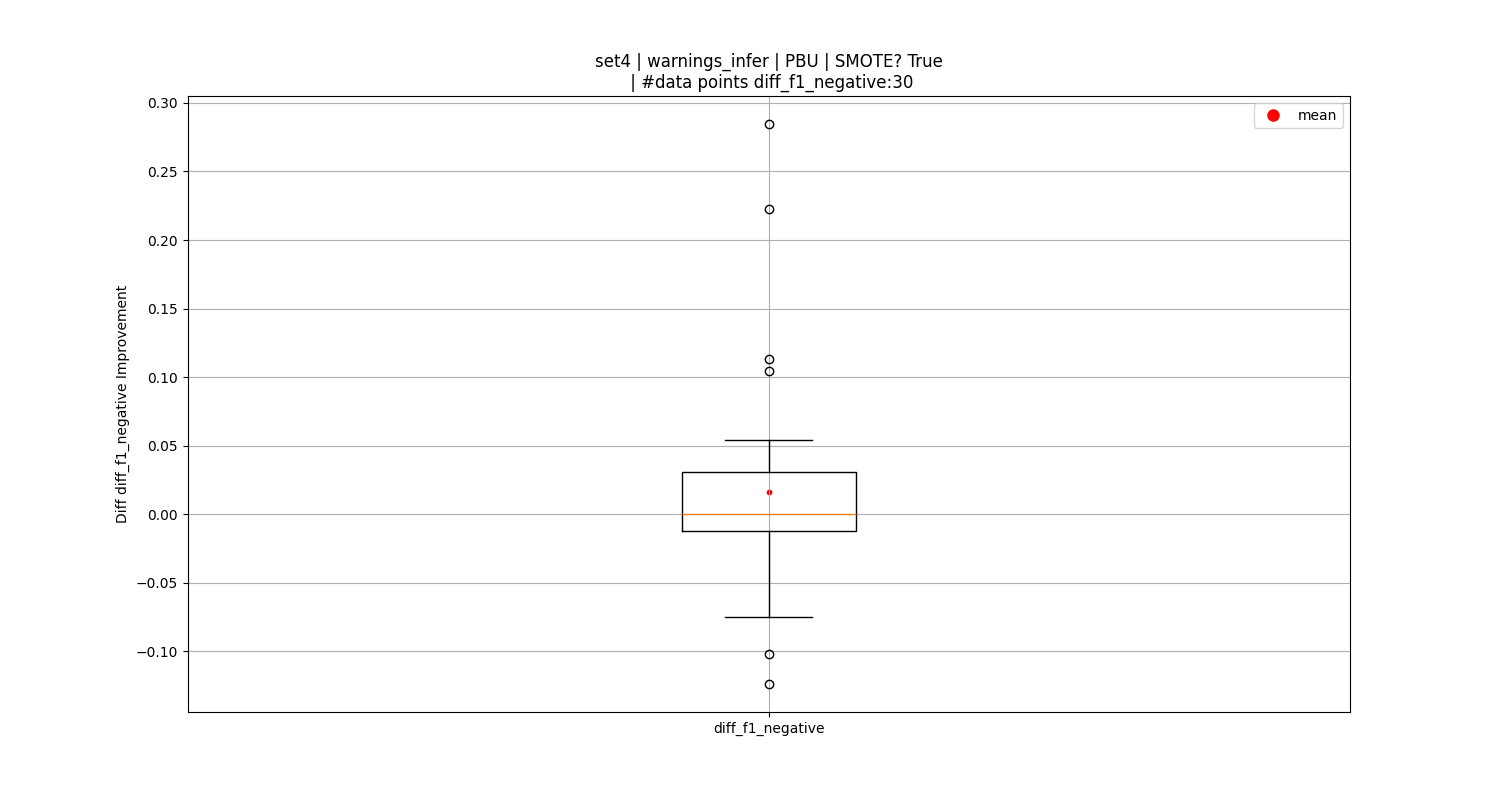 set4 | warnings_infer | PBU | SMOTE? True
| #data points diff_f1_negative:30
mean
0.30
0.25
0.20
0.15
0.10
0.05
0.00
−0.05
−0.10
Diff diff_f1_negative Improvement
diff_f1_negative